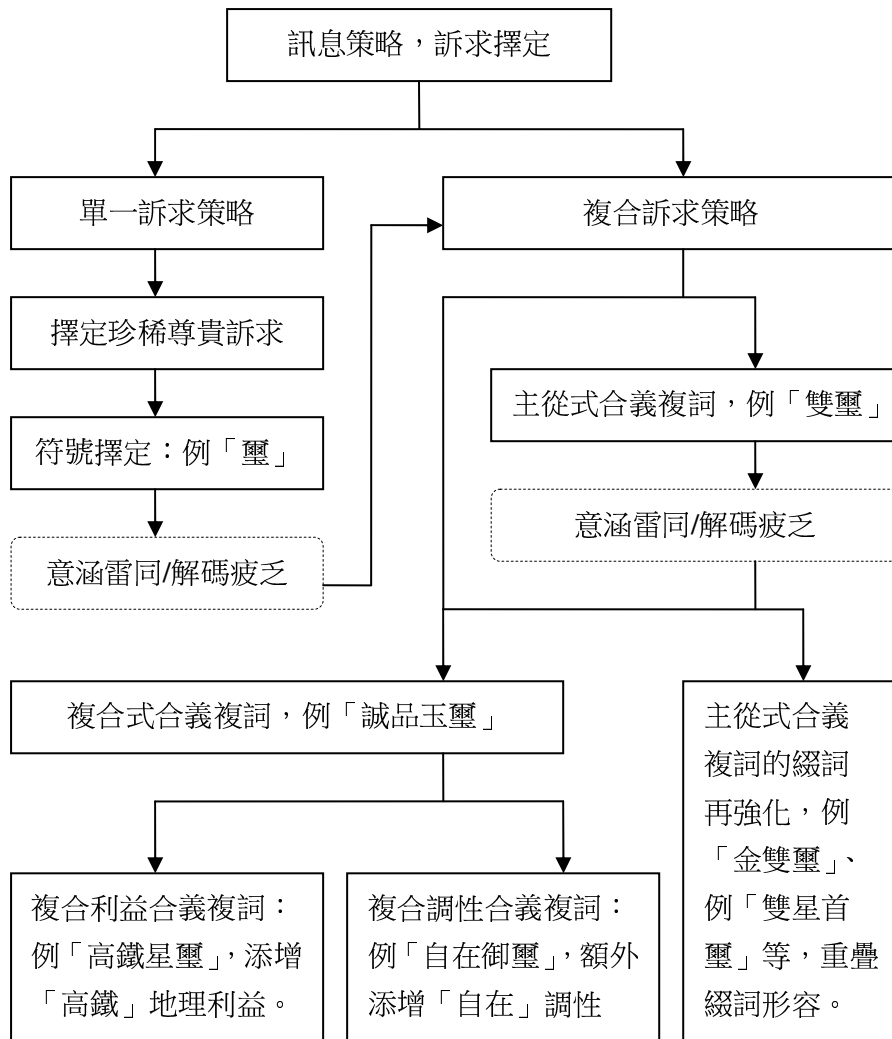 訊息策略，訴求擇定
單一訴求策略
複合訴求策略
擇定珍稀尊貴訴求
主從式合義複詞，例「雙璽」
符號擇定：例「璽」
意涵雷同/解碼疲乏
意涵雷同/解碼疲乏
複合式合義複詞，例「誠品玉璽」
主從式合義
複詞的綴詞
再強化，例
「金雙璽」、
例「雙星首
璽」等，重疊
綴詞形容。
複合利益合義複詞：
例「高鐵星璽」，添增
「高鐵」地理利益。
複合調性合義複詞：
例「自在御璽」，額外
添增「自在」調性